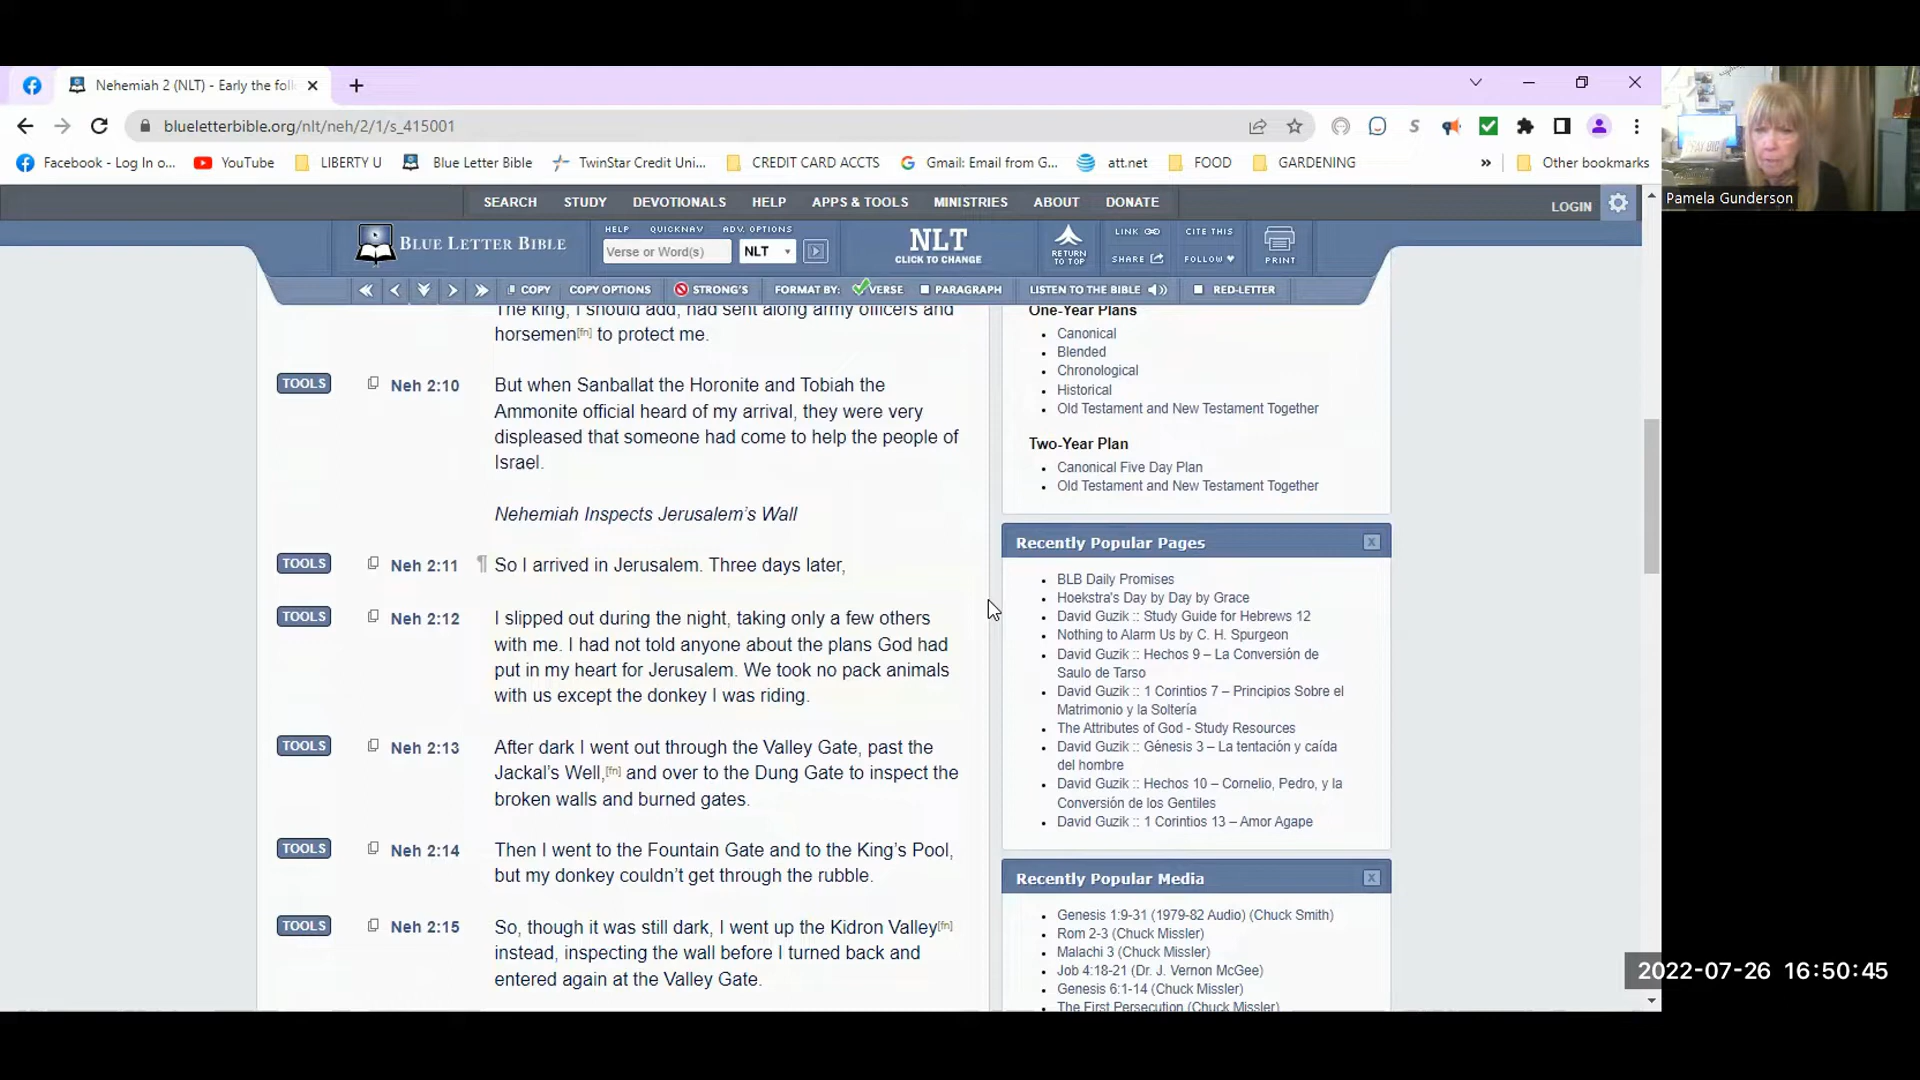 Nehemiah 2 (NLT) - Early the foll
blueletterbible.org/nlt/neh/2/1/s_415001
Facebook - Log In o...
YouTube
LIBERTY U
Blue Letter Bible
TwinStar Credit Uni...
CREDIT CARD ACCTS
Gmail: Email from G...
att.net
FOOD
GARDENING
»
Other bookmarks
Pamela Gunderson
SEARCH STUDY DEVOTIONALS HELP APPS & TOOLS MINISTRIES ABOUT DONATE
LOGIN
BLUE LETTER BIBLE
HELP QUICKNAV ADV. OPTIONS
Verse or Word(s)
NLT
NLT
CLICK TO CHANGE
RETURN
TO TOP
LINK
SHARE
CITE THIS
FOLLOW
PRINT
COPY COPY OPTIONS STRONG'S FORMAT BY: VERSE PARAGRAPH LISTEN TO THE BIBLE RED-LETTER
The king, I should add, had sent along army officers and
horsemen[fn] to protect me.
TOOLS Neh 2:10 But when Sanballat the Horonite and Tobiah the
Ammonite official heard of my arrival, they were very
displeased that someone had come to help the people of
Israel.
Nehemiah Inspects Jerusalem's Wall
TOOLS Neh 2:11 ¶ So I arrived in Jerusalem. Three days later,
TOOLS Neh 2:12 I slipped out during the night, taking only a few others
with me. I had not told anyone about the plans God had
put in my heart for Jerusalem. We took no pack animals
with us except the donkey I was riding.
TOOLS Neh 2:13 After dark I went out through the Valley Gate, past the
Jackal's Well,[fn] and over to the Dung Gate to inspect the
broken walls and burned gates.
TOOLS Neh 2:14 Then I went to the Fountain Gate and to the King's Pool,
but my donkey couldn't get through the rubble.
TOOLS Neh 2:15 So, though it was still dark, I went up the Kidron Valley[fn]
instead, inspecting the wall before I turned back and
entered again at the Valley Gate.
One-Year Plans
Canonical
Blended
Chronological
Historical
Old Testament and New Testament Together
Two-Year Plan
Canonical Five Day Plan
Old Testament and New Testament Together
Recently Popular Pages
BLB Daily Promises
Hoekstra's Day by Day by Grace
David Guzik :: Study Guide for Hebrews 12
Nothing to Alarm Us by C. H. Spurgeon
David Guzik :: Hechos 9 – La Conversión de
Saulo de Tarso
David Guzik :: 1 Corintios 7 – Principios Sobre el
Matrimonio y la Soltería
The Attributes of God - Study Resources
David Guzik :: Génesis 3 – La tentación y caída
del hombre
David Guzik :: Hechos 10 – Cornelio, Pedro, y la
Conversión de los Gentiles
David Guzik :: 1 Corintios 13 – Amor Agape
Recently Popular Media
Genesis 1:9-31 (1979-82 Audio) (Chuck Smith)
Rom 2-3 (Chuck Missler)
Malachi 3 (Chuck Missler)
Job 4:18-21 (Dr. J. Vernon McGee)
Genesis 6:1-14 (Chuck Missler)
The First Persecution (Chuck Missler)
2022-07-26 16:50:45